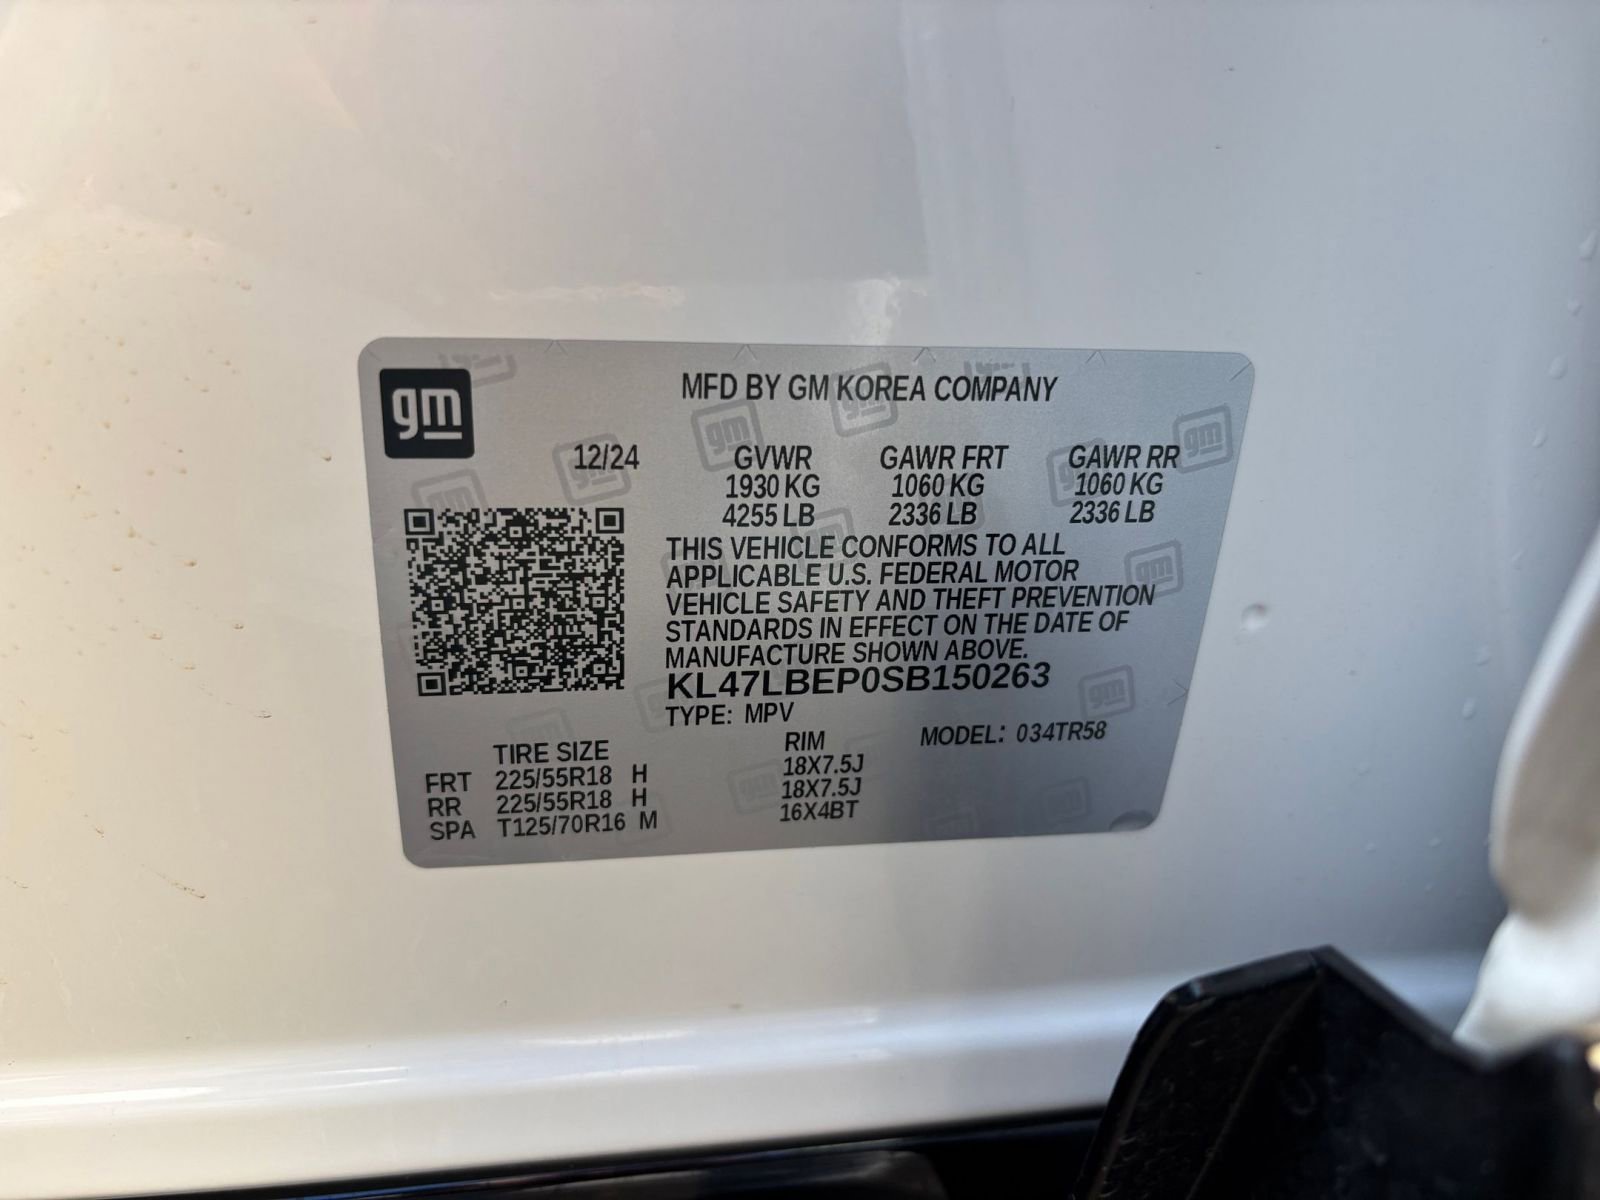 gm
MFD BY GM KOREA COMPANY
12/24 GVWR GAWR FRT GAWR RR
1930 KG 1060 KG 1060 KG
4255 LB 2336 LB 2336 LB
THIS VEHICLE CONFORMS TO ALL
APPLICABLE U.S. FEDERAL MOTOR
VEHICLE SAFETY AND THEFT PREVENTION
STANDARDS IN EFFECT ON THE DATE OF
MANUFACTURE SHOWN ABOVE.
KL47LBEP0SB150263
TYPE: MPV
MODEL: 034TR58
TIRE SIZE RIM
FRT 225/55R18 H 18X7.5J
RR 225/55R18 H 18X7.5J
SPA T125/70R16 M 16X4BT